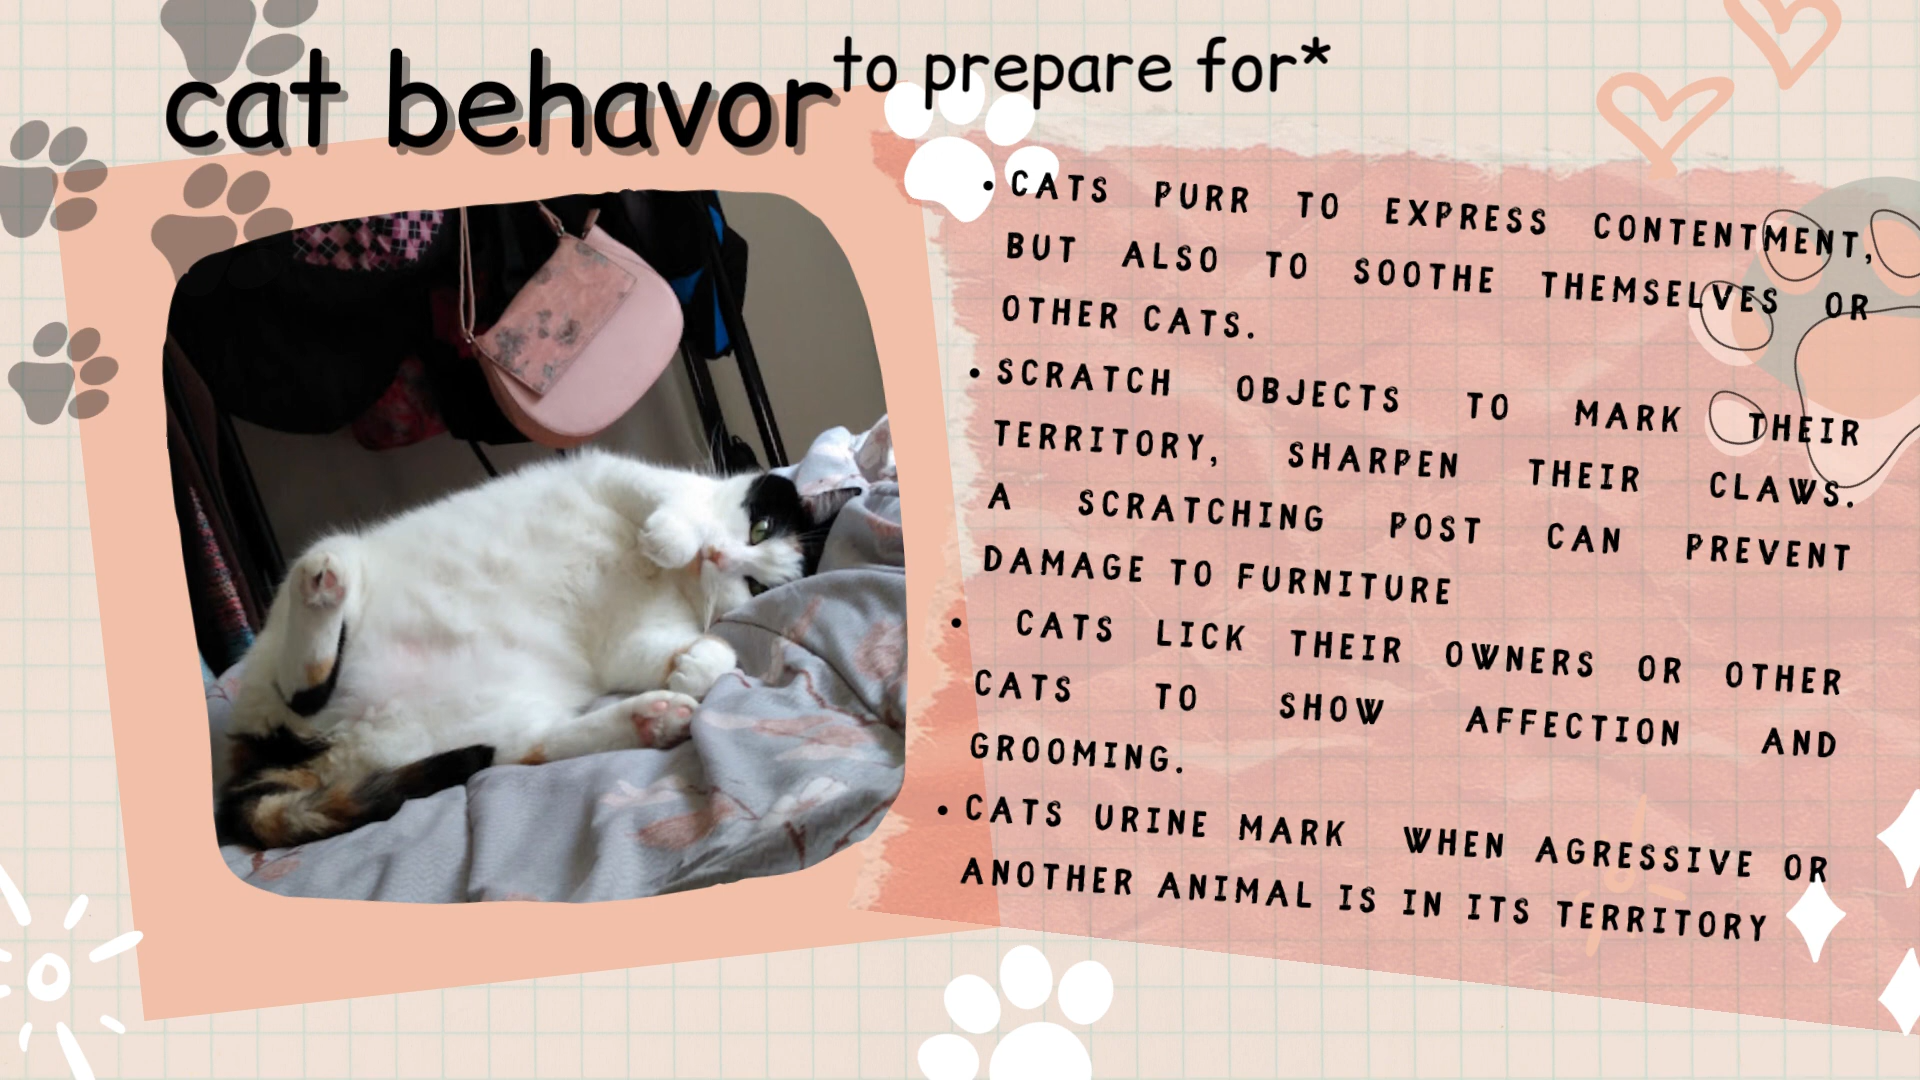 cat behavor to prepare for*
• CATS PURR TO EXPRESS CONTENTMENT,
BUT ALSO TO SOOTHE THEMSELVES OR
OTHER CATS.
• SCRATCH OBJECTS TO MARK THEIR
TERRITORY, SHARPEN THEIR CLAWS.
A SCRATCHING POST CAN PREVENT
DAMAGE TO FURNITURE
• CATS LICK THEIR OWNERS OR OTHER
CATS TO SHOW AFFECTION AND
GROOMING.
• CATS URINE MARK WHEN AGRESSIVE OR
ANOTHER ANIMAL IS IN ITS TERRITORY